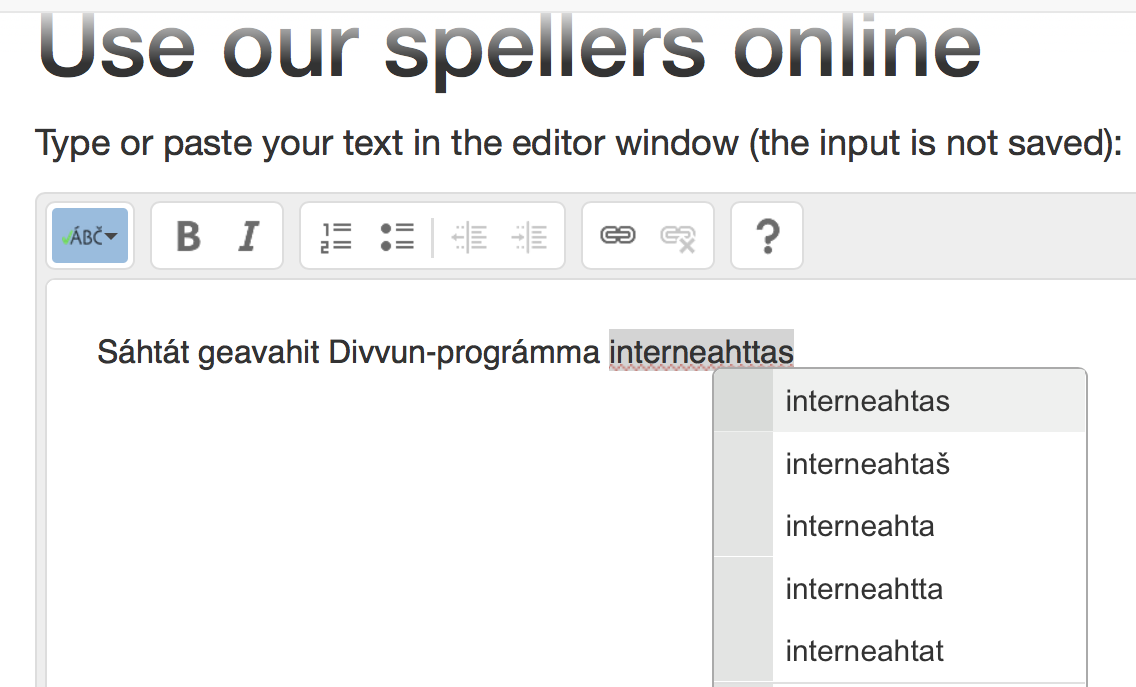 Use our spellers online
Type or paste your text in the editor window (the input is not saved):
ÁBČ B I ?
Sáhtát geavahit Divvun-prográmma interneahttas
interneahtas
interneahtaš
interneahta
interneahtta
interneahtat